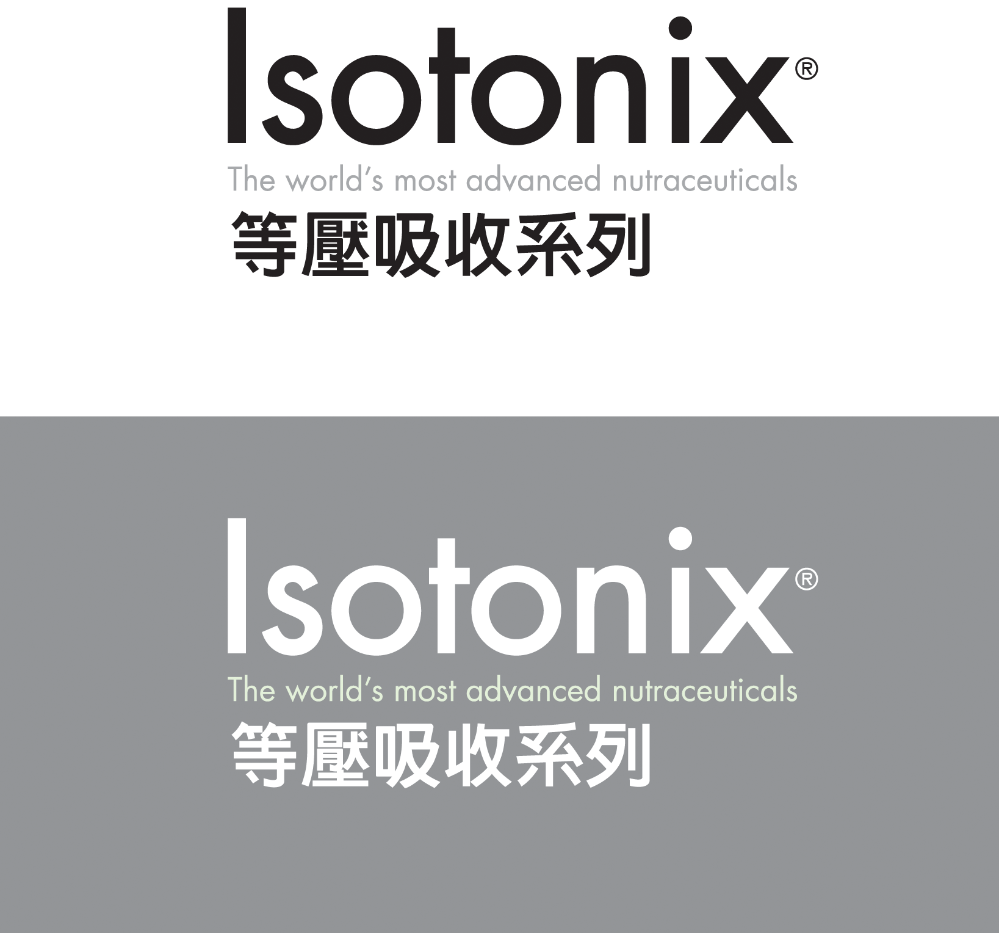 Isotonix®
The world’s most advanced nutraceuticals
等壓吸收系列
Isotonix®
The world’s most advanced nutraceuticals
等壓吸收系列